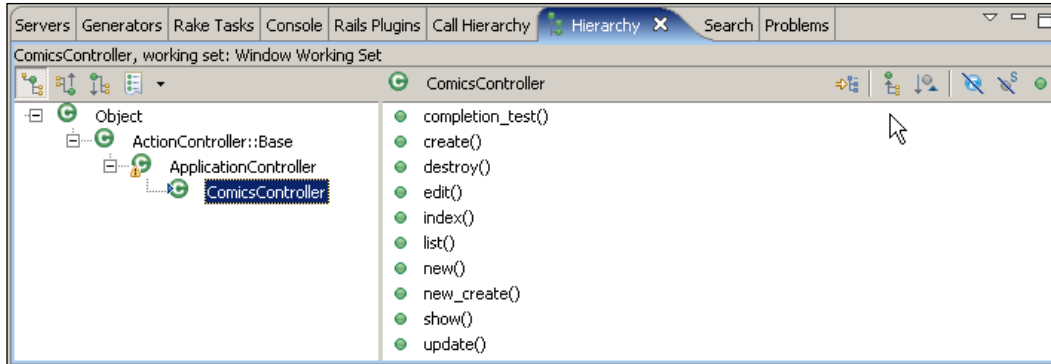 Servers Generators Rake Tasks Console Rails Plugins Call Hierarchy Hierarchy Search Problems
ComicsController, working set: Window Working Set
Object
ActionController::Base
ApplicationController
ComicsController
ComicsController
completion_test()
create()
destroy()
edit()
index()
list()
new()
new_create()
show()
update()